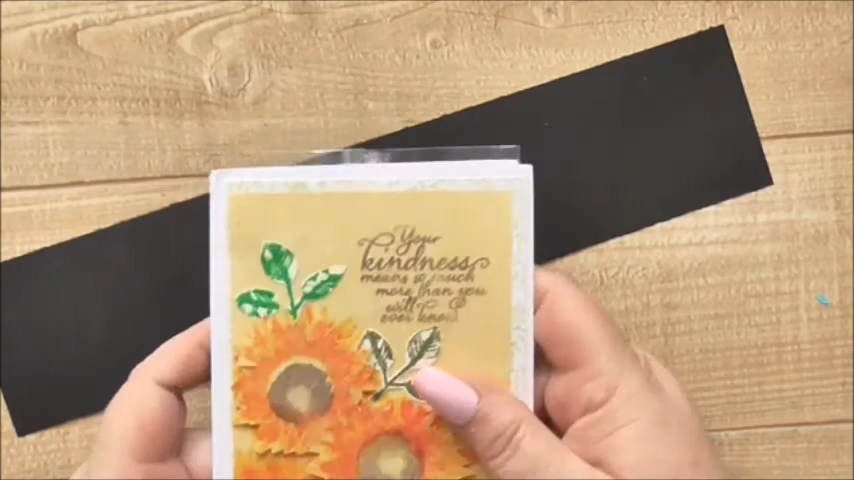 Your
kindness
means so much
more than you
will ever know